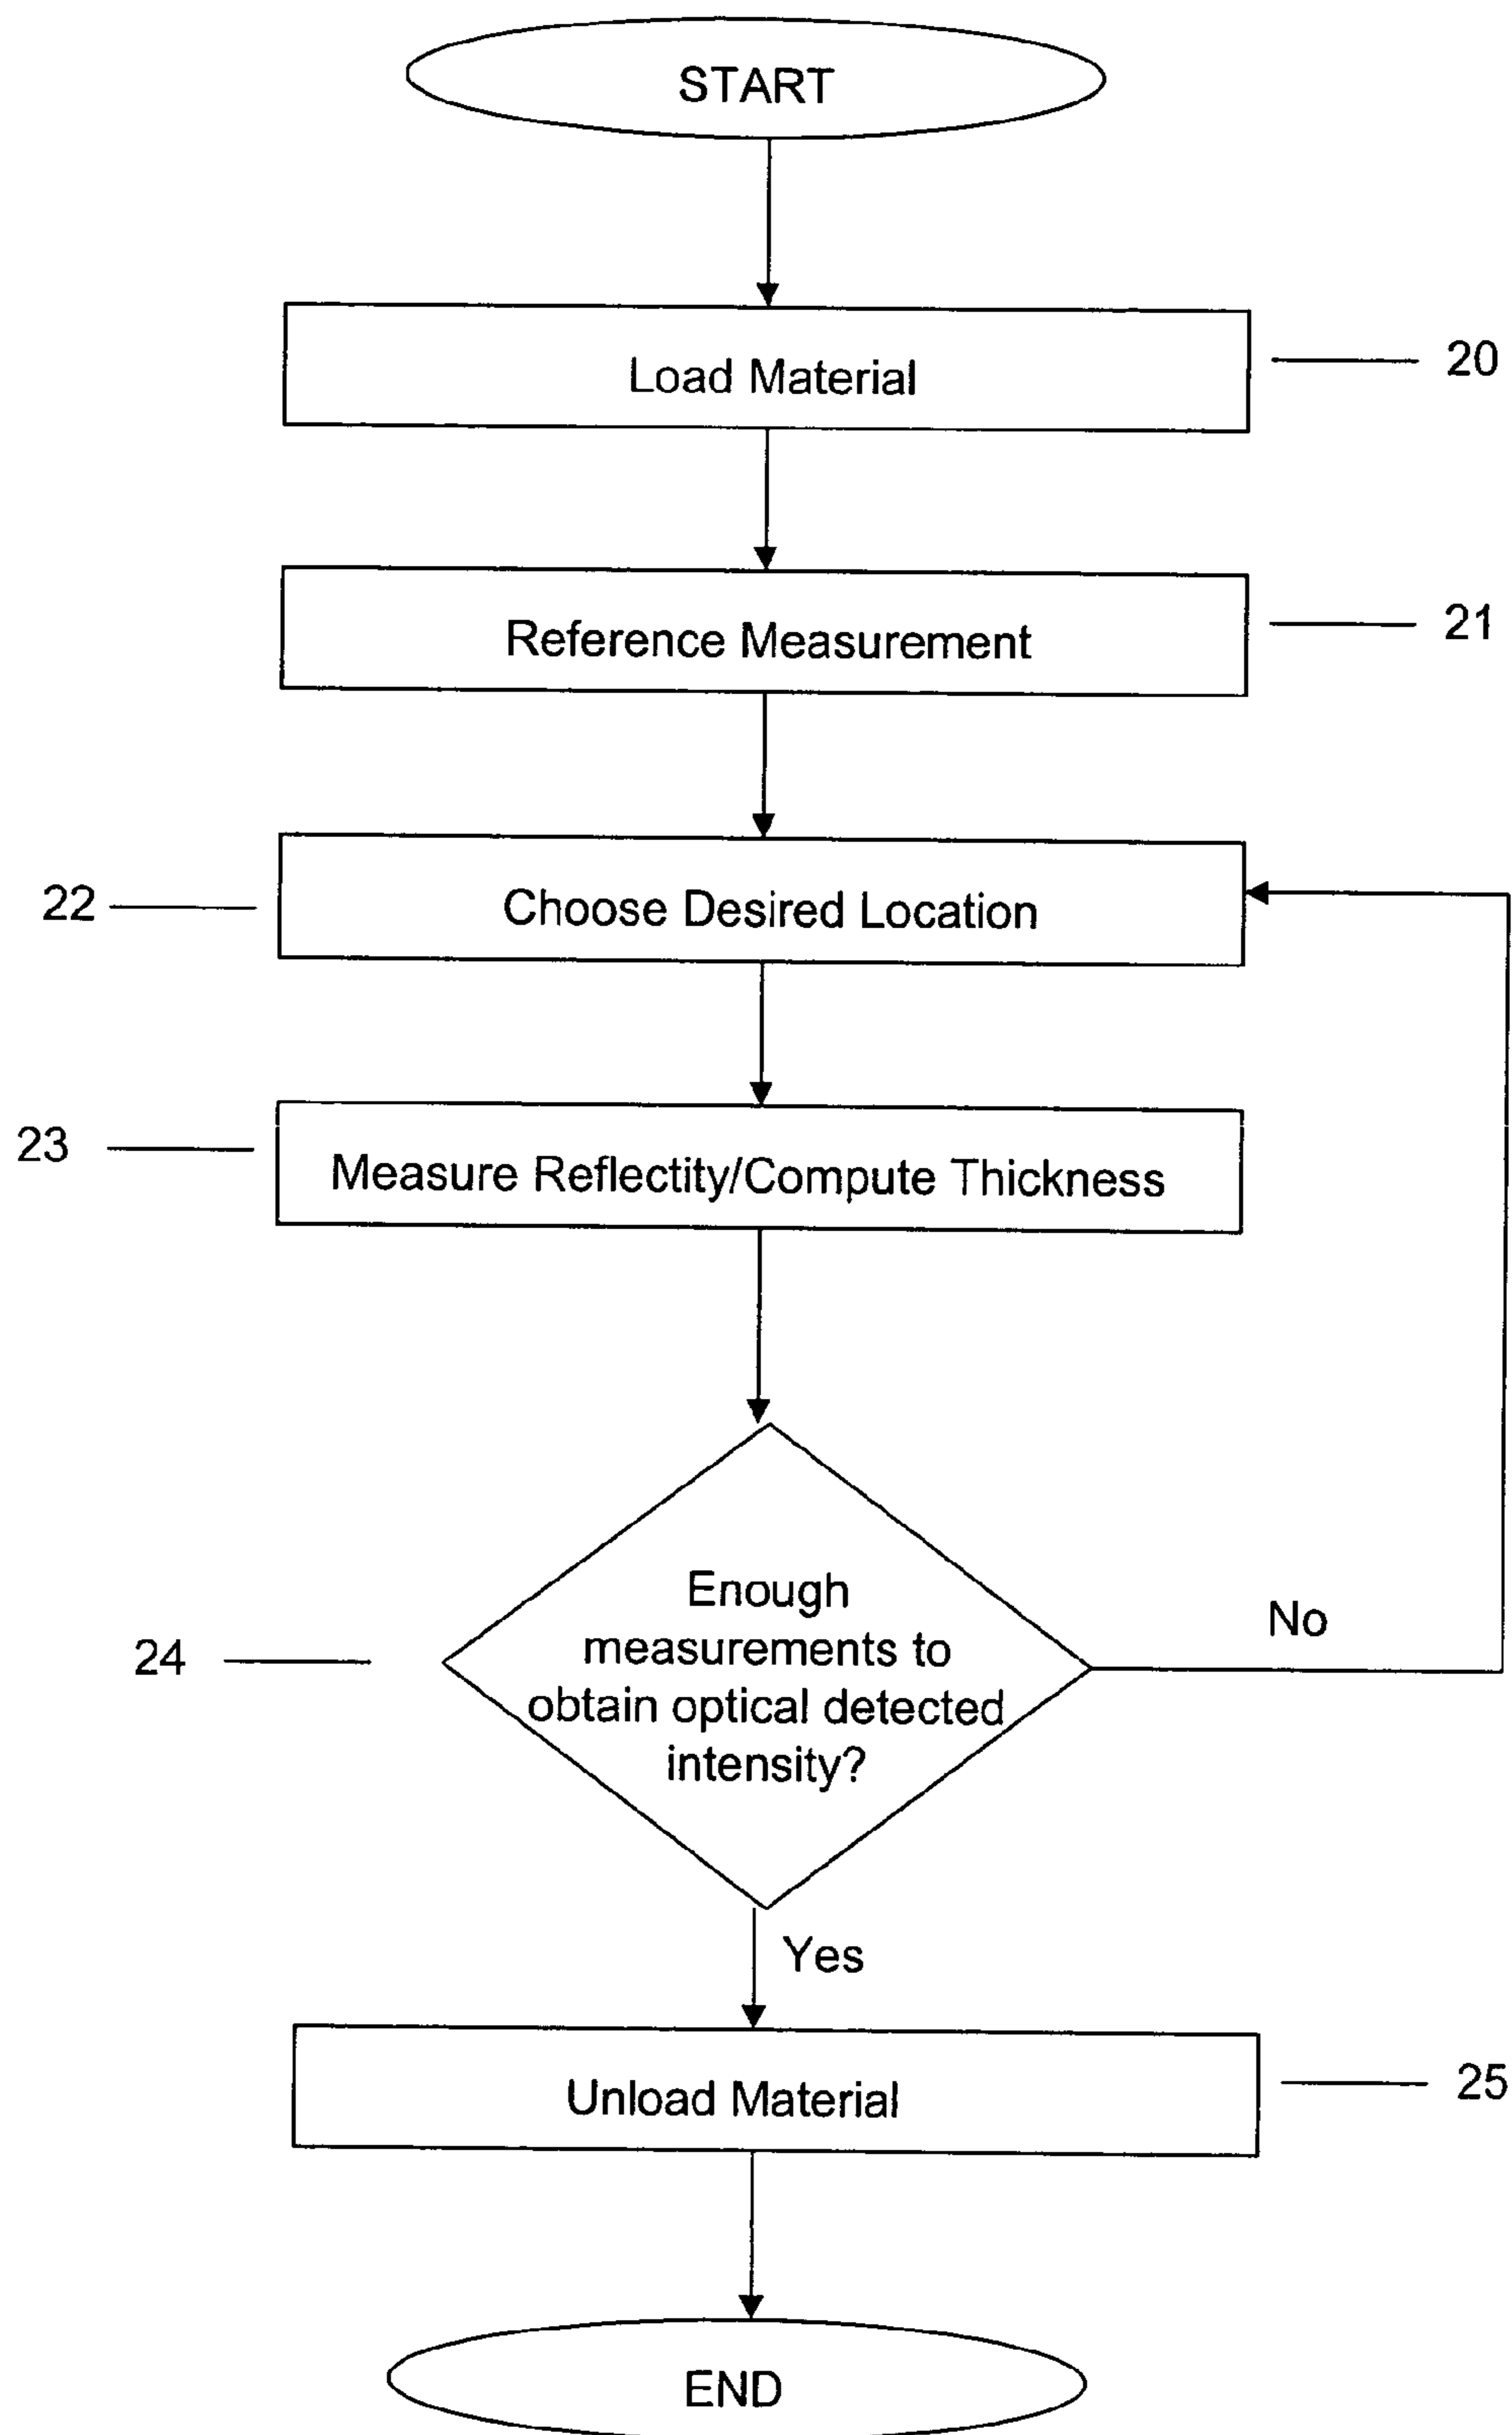 START
Load Material
20
Reference Measurement
21
22
Choose Desired Location
23
Measure Reflectity/Compute Thickness
24
Enough
measurements to
obtain optical detected
intensity?
No
Yes
Unload Material
25
END